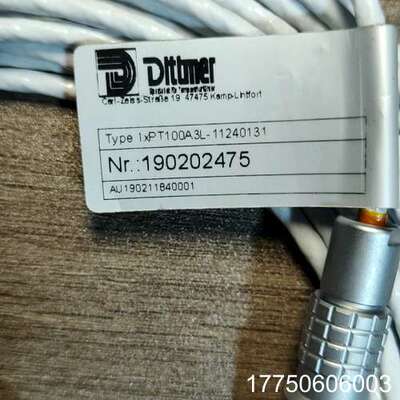 Dittmer
Carl-Zeiss-Straße 19 47475 Kamp-Lintfort
Type 1xPT100A3L-11240131
Nr.:190202475
AU190211840001
17750606003